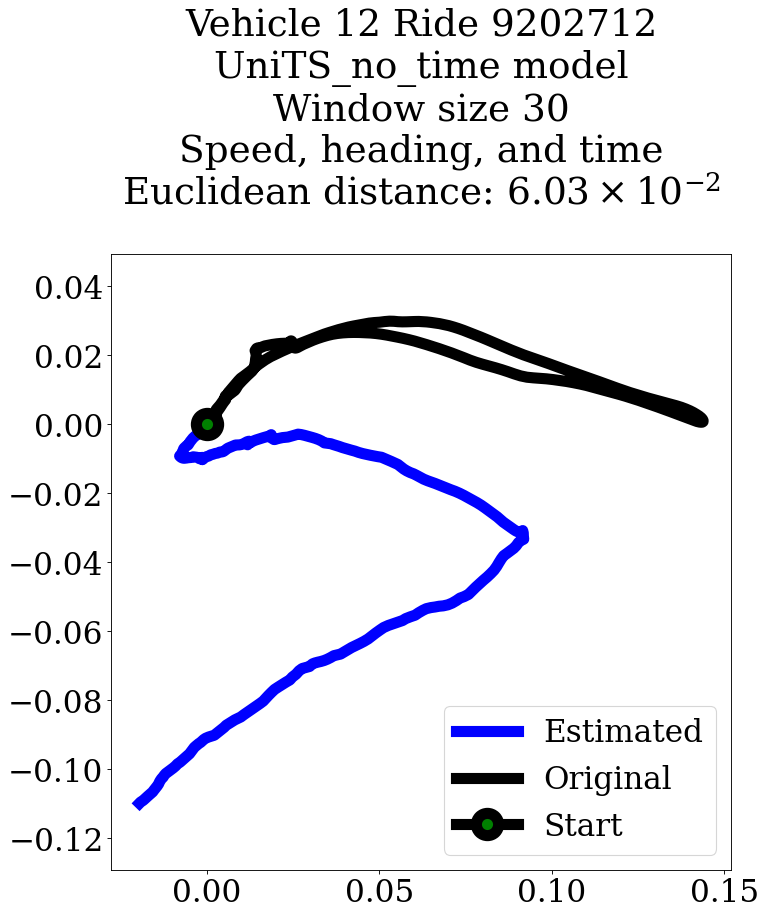 Vehicle 12 Ride 9202712
UniTS_no_time model
Window size 30
Speed, heading, and time
Euclidean distance: 6.03 × 10⁻²
0.04
0.02
0.00
−0.02
−0.04
−0.06
−0.08
−0.10
−0.12
Estimated
Original
Start
0.00 0.05 0.10 0.15